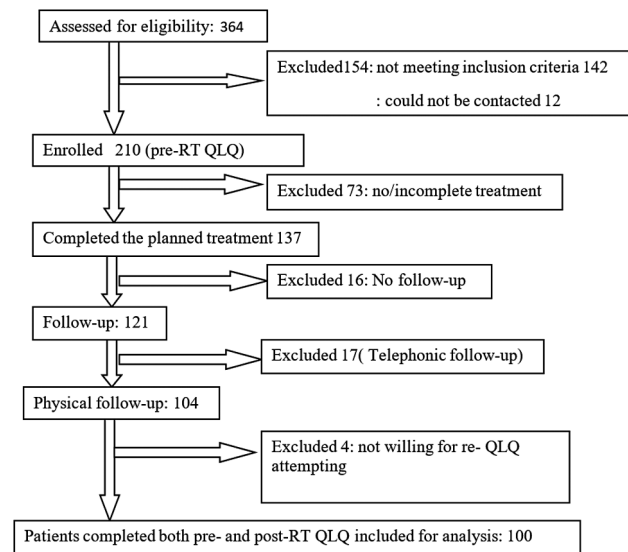 Assessed for eligibility: 364
Excluded154: not meeting inclusion criteria 142
: could not be contacted 12
Enrolled 210 (pre-RT QLQ)
Excluded 73: no/incomplete treatment
Completed the planned treatment 137
Excluded 16: No follow-up
Follow-up: 121
Excluded 17( Telephonic follow-up)
Physical follow-up: 104
Excluded 4: not willing for re- QLQ
attempting
Patients completed both pre- and post-RT QLQ included for analysis: 100